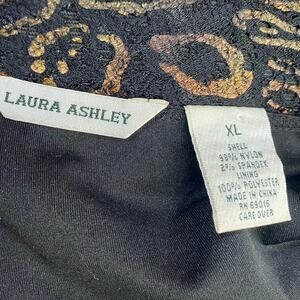 LAURA ASHLEY
XL
SHELL
98% NYLON
2% SPANDEX
LINING
100% POLYESTER
MADE IN CHINA
RN 69016
CARE OVER